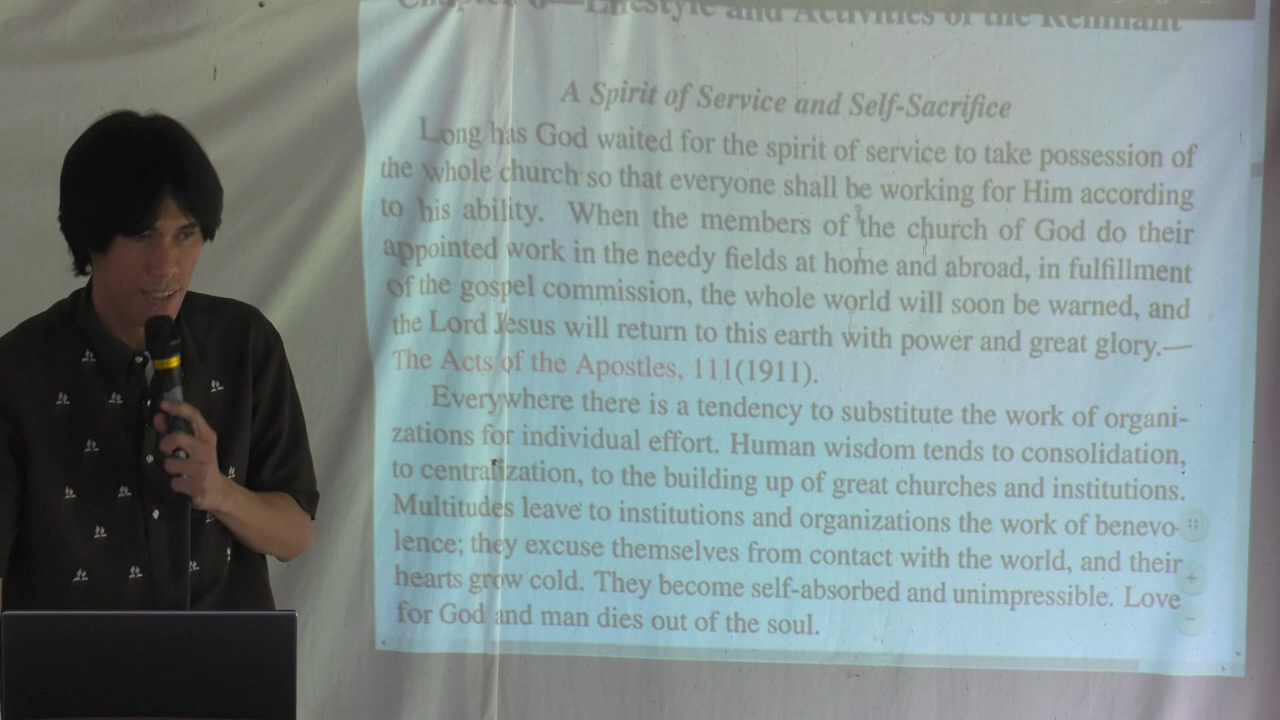 Chapter 6—Lifestyle and Activities of the Remnant
A Spirit of Service and Self-Sacrifice
Long has God waited for the spirit of service to take possession of
the whole church so that everyone shall be working for Him according
to his ability. When the members of the church of God do their
appointed work in the needy fields at home and abroad, in fulfillment
of the gospel commission, the whole world will soon be warned, and
the Lord Jesus will return to this earth with power and great glory.—
The Acts of the Apostles, 111(1911).
Everywhere there is a tendency to substitute the work of organi-
zations for individual effort. Human wisdom tends to consolidation,
to centralization, to the building up of great churches and institutions.
Multitudes leave to institutions and organizations the work of benevo-
lence; they excuse themselves from contact with the world, and their
hearts grow cold. They become self-absorbed and unimpressible. Love
for God and man dies out of the soul.